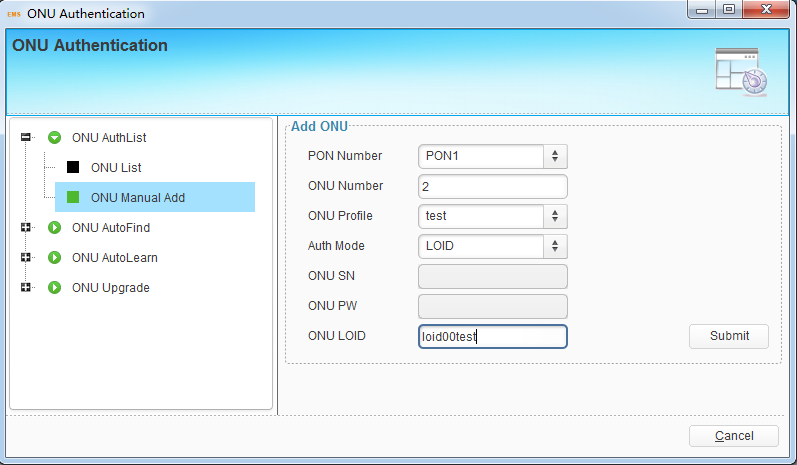 EMS ONU Authentication
ONU Authentication
ONU AuthList
ONU List
ONU Manual Add
ONU AutoFind
ONU AutoLearn
ONU Upgrade
Add ONU
PON Number PON1
ONU Number 2
ONU Profile test
Auth Mode LOID
ONU SN
ONU PW
ONU LOID loid00test Submit
Cancel